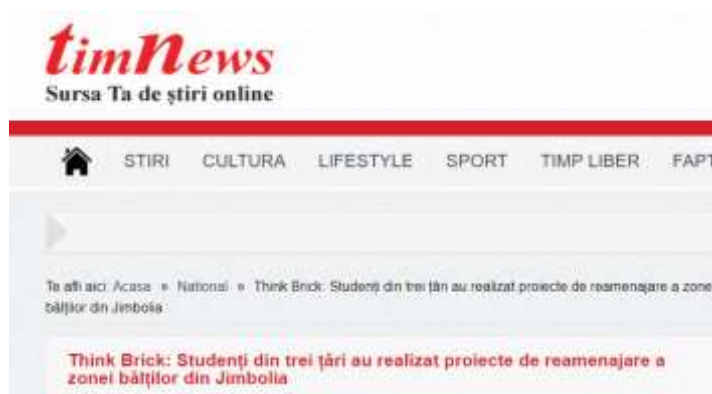 timNews
Sursa Ta de știri online
STIRI CULTURA LIFESTYLE SPORT TIMP LIBER FAPT
Te afli aici: Acasa » National » Think Brick: Studenți din trei țări au realizat proiecte de reamenajare a zonei
bălților din Jimbolia
Think Brick: Studenți din trei țări au realizat proiecte de reamenajare a
zonei bălților din Jimbolia